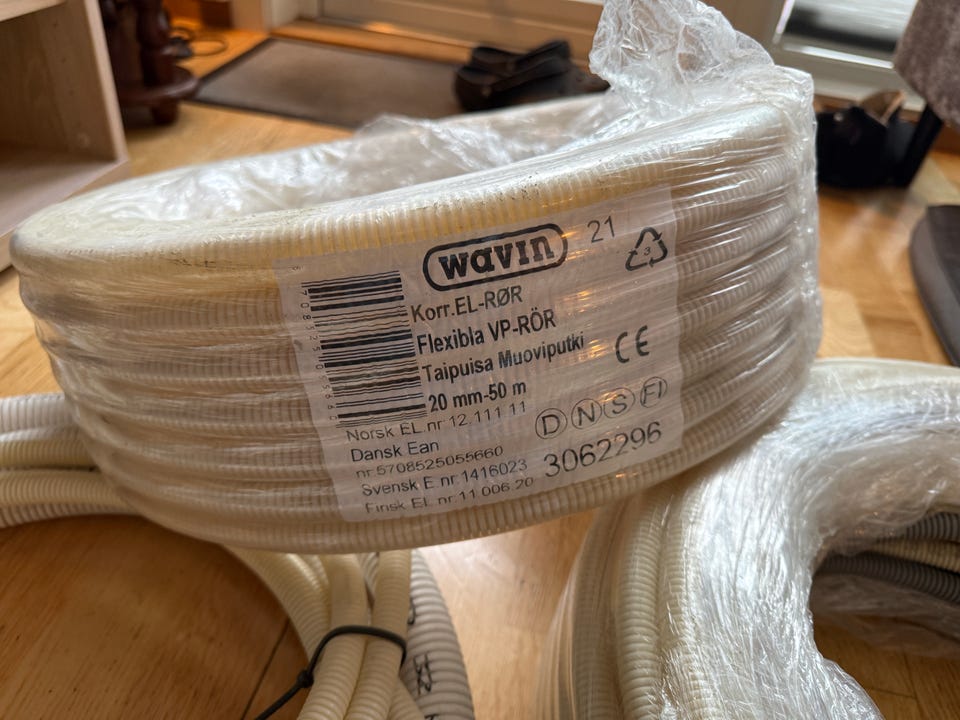 wavin 21
3
Korr.EL-RØR
Flexibla VP-RÖR
Taipuisa Muoviputki
CE
20 mm-50 m
Norsk EL nr 12.111 11
D N S FI
Dansk Ean
nr.5708525055660
3062296
Svensk E nr.1416023
Finsk EL nr.11 006.20